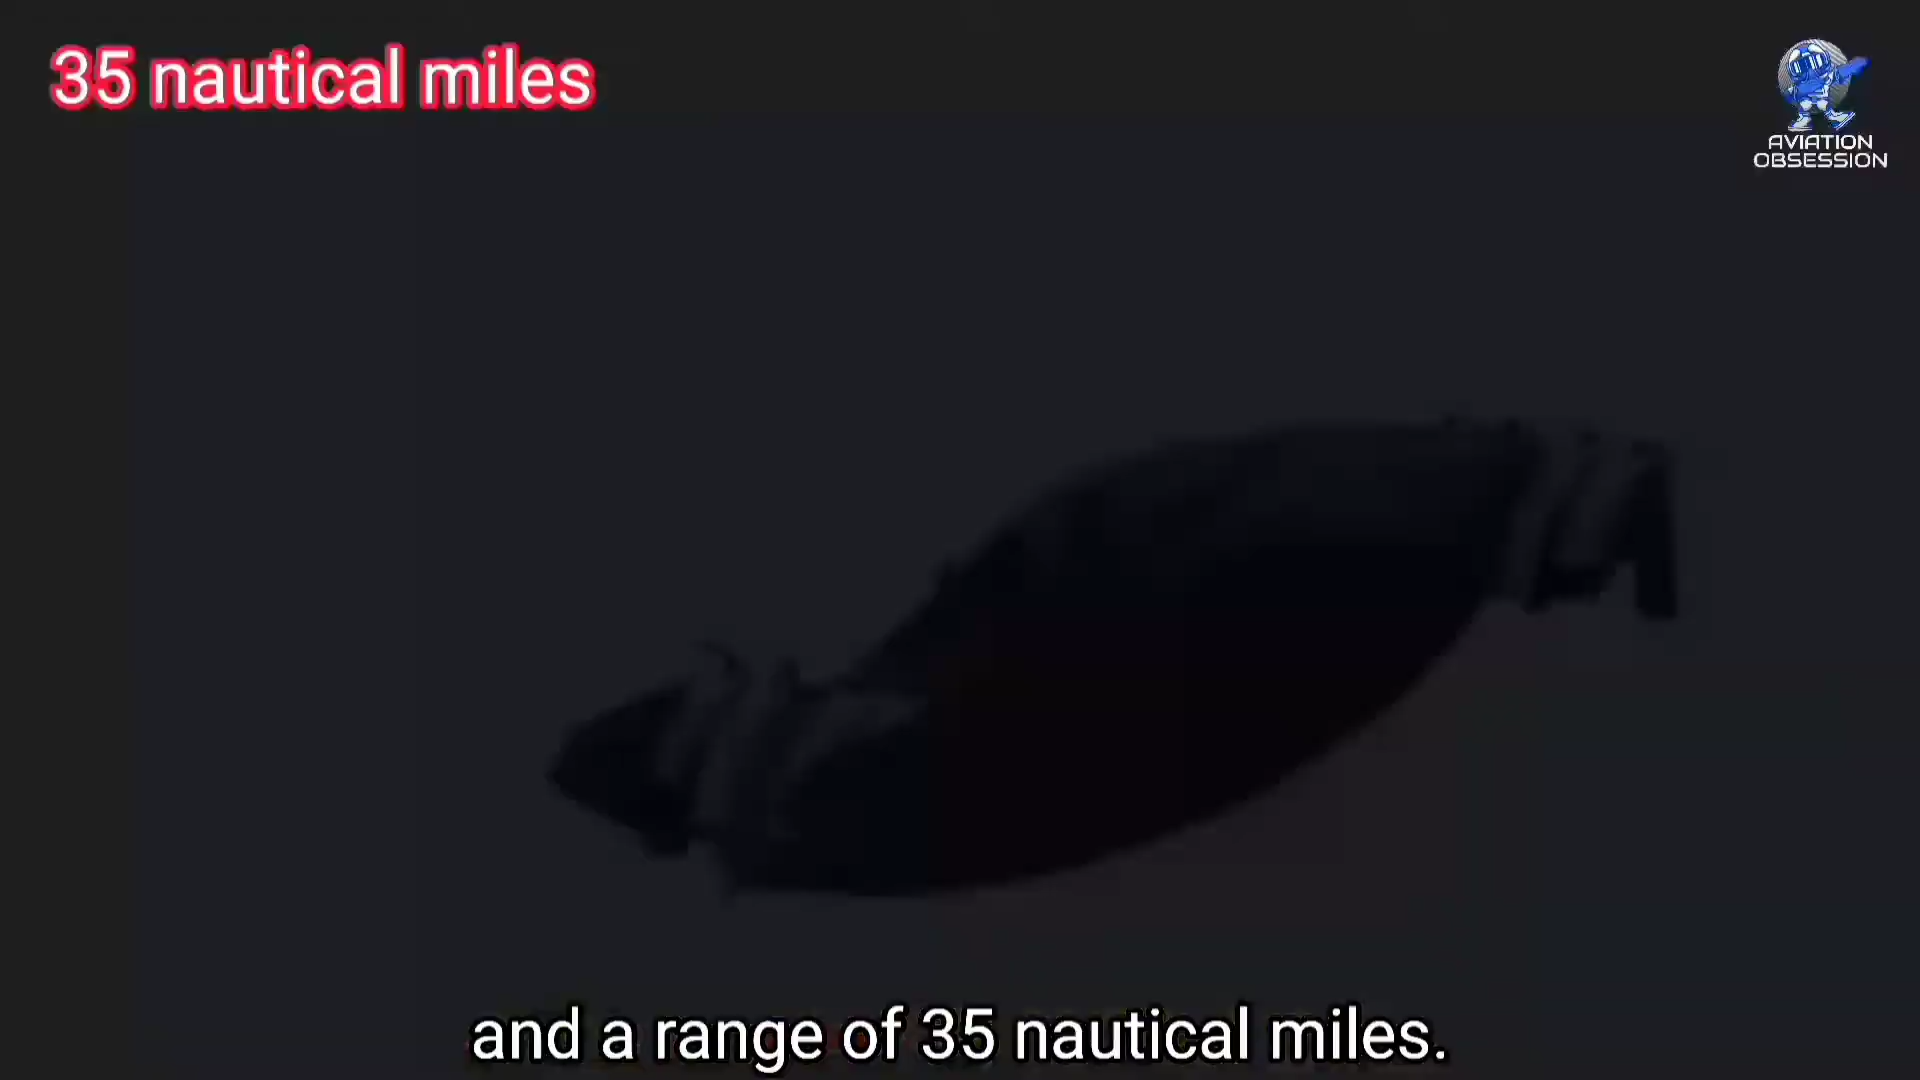 35 nautical miles
AVIATION
OBSESSION
and a range of 35 nautical miles.